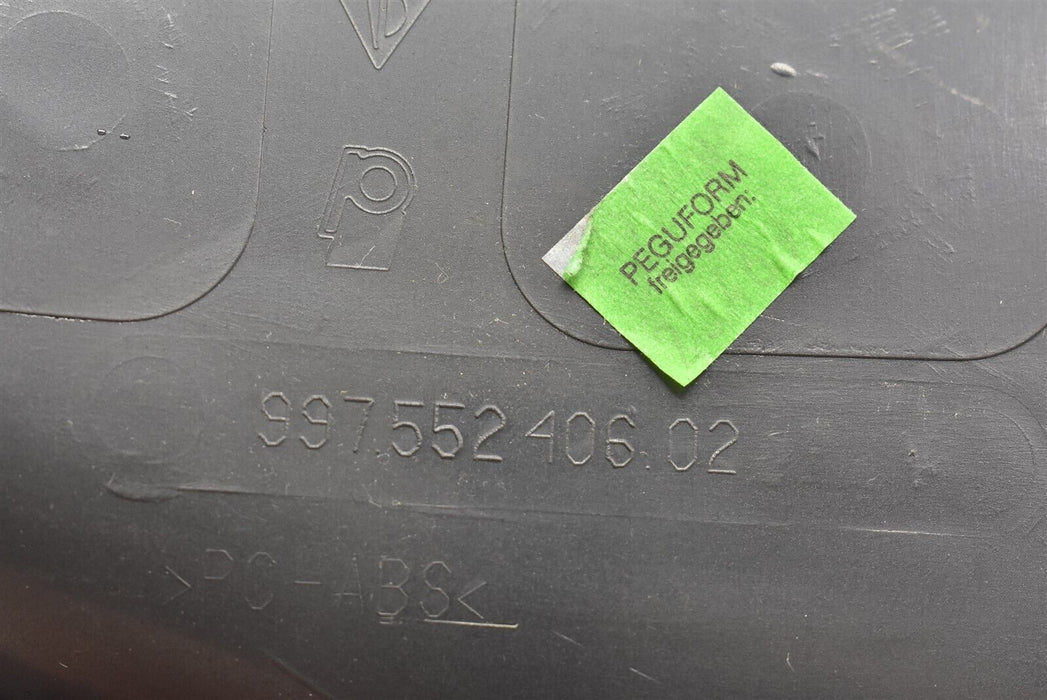 PEGUFORM
freigegeben:
997.552 406.02
>PC-ABS<